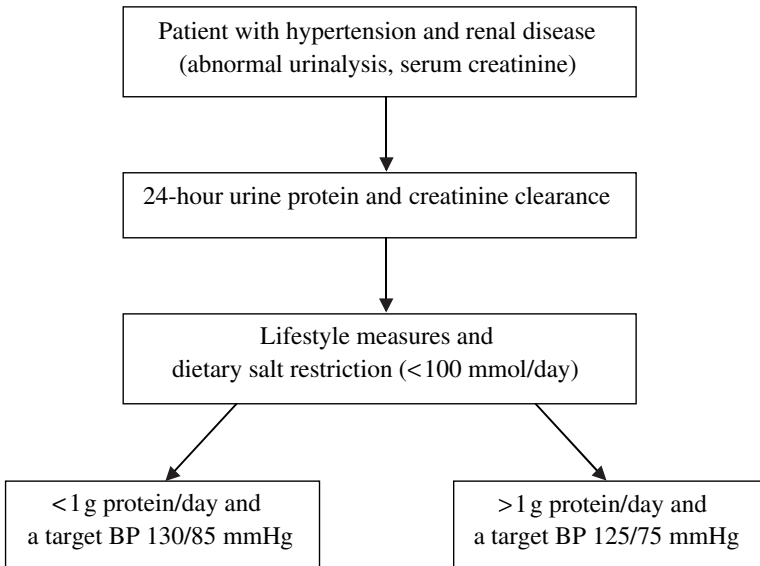 Patient with hypertension and renal disease
(abnormal urinalysis, serum creatinine)
24-hour urine protein and creatinine clearance
Lifestyle measures and
dietary salt restriction (<100 mmol/day)
<1 g protein/day and
a target BP 130/85 mmHg
>1 g protein/day and
a target BP 125/75 mmHg